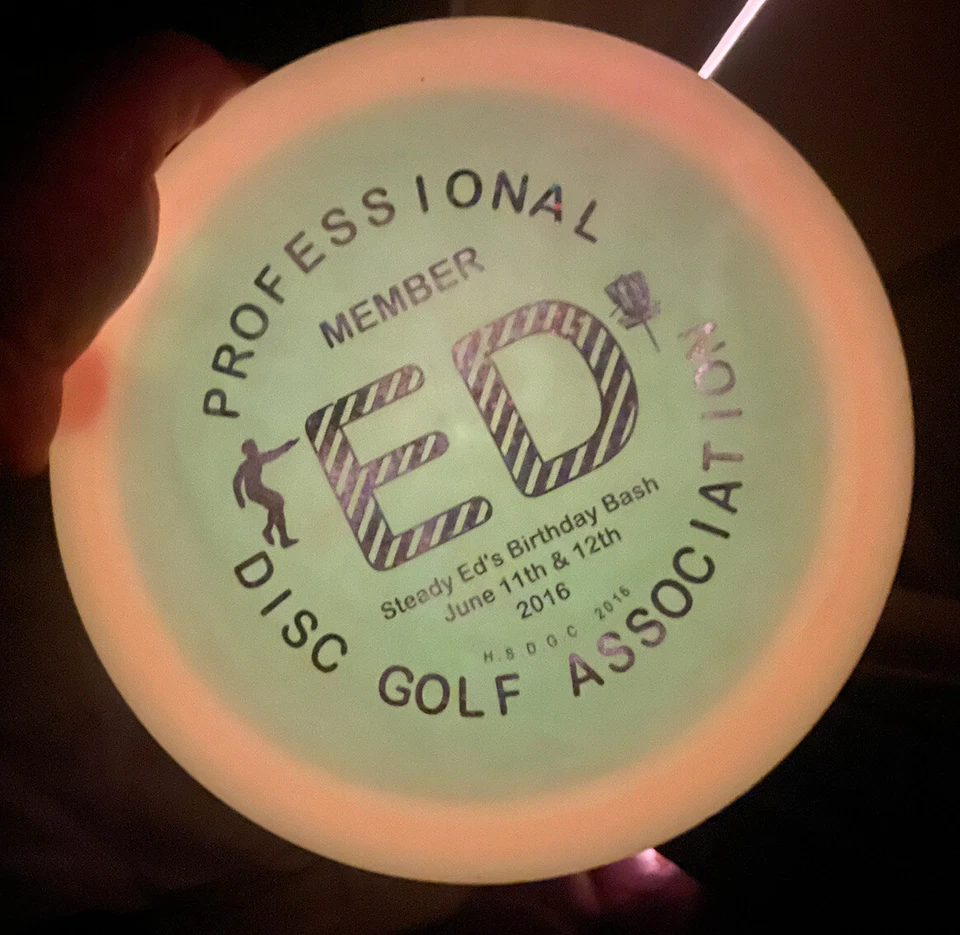 PROFESSIONAL
MEMBER
ED
Steady Ed's Birthday Bash
June 11th & 12th
2016
H.S.D.G.C 2016
DISC GOLF ASSOCIATION